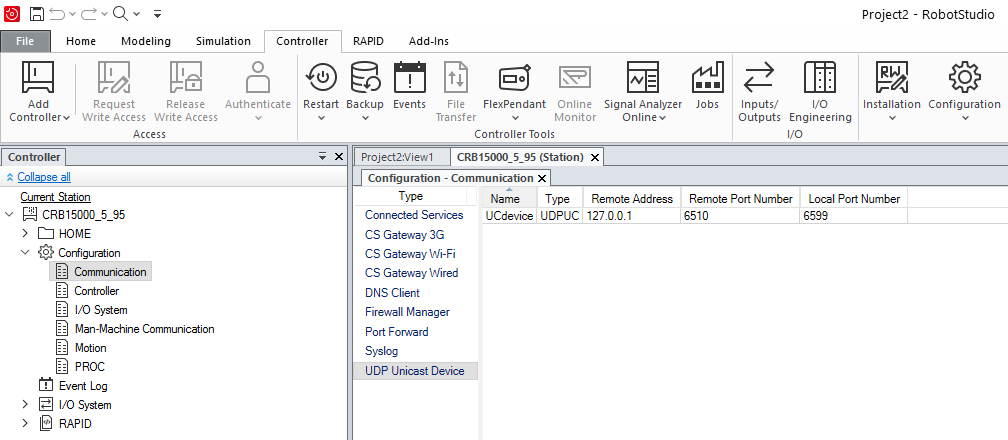 Project2 - RobotStudio
File Home Modeling Simulation Controller RAPID Add-Ins
Add Controller Request Write Access Release Write Access Authenticate Restart Backup Events File Transfer FlexPendant Online Monitor Signal Analyzer Online Jobs Inputs/ Outputs I/O Engineering Installation Configuration
Access Controller Tools I/O
Controller
Collapse all
Current Station
CRB15000_5_95
HOME
Configuration
Communication
Controller
I/O System
Man-Machine Communication
Motion
PROC
Event Log
I/O System
RAPID
Project2:View1 CRB15000_5_95 (Station)
Configuration - Communication
Type
Connected Services
CS Gateway 3G
CS Gateway Wi-Fi
CS Gateway Wired
DNS Client
Firewall Manager
Port Forward
Syslog
UDP Unicast Device
Name Type Remote Address Remote Port Number Local Port Number
UCdevice UDPUC 127.0.0.1 6510 6599